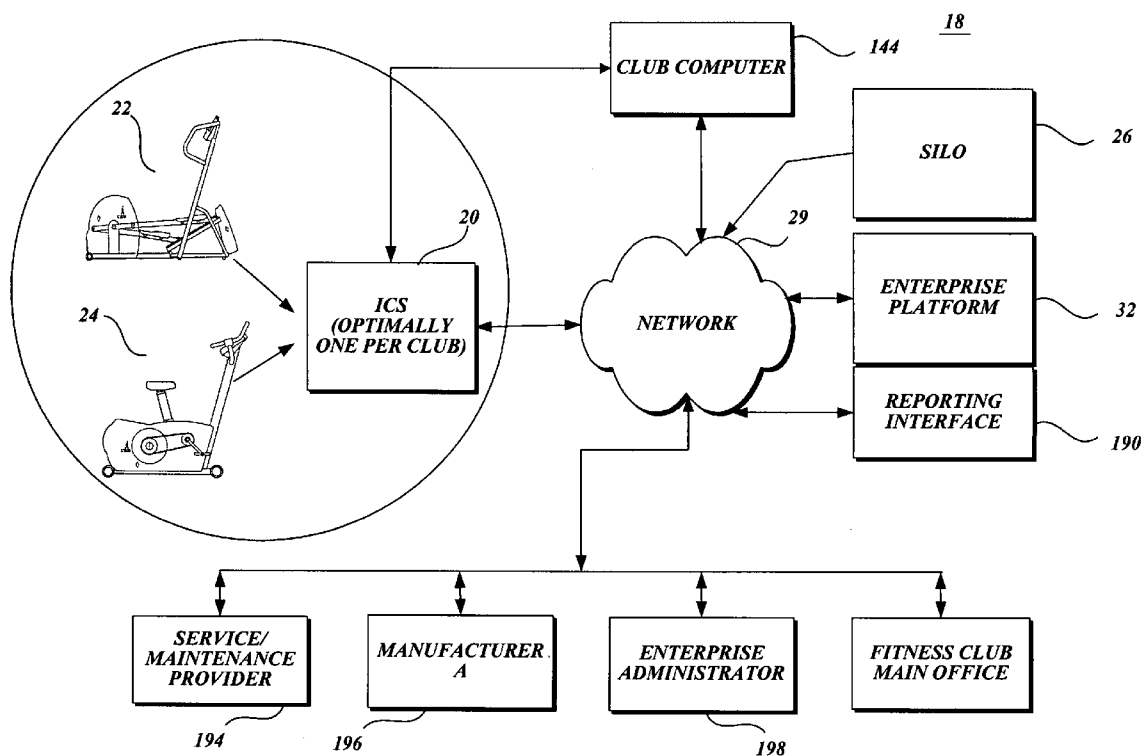 18
CLUB COMPUTER
144
22
SILO
26
20
29
ICS
(OPTIMALLY
ONE PER CLUB)
NETWORK
ENTERPRISE
PLATFORM
32
24
REPORTING
INTERFACE
190
SERVICE/
MAINTENANCE
PROVIDER
194
MANUFACTURER
A
196
ENTERPRISE
ADMINISTRATOR
198
FITNESS CLUB
MAIN OFFICE